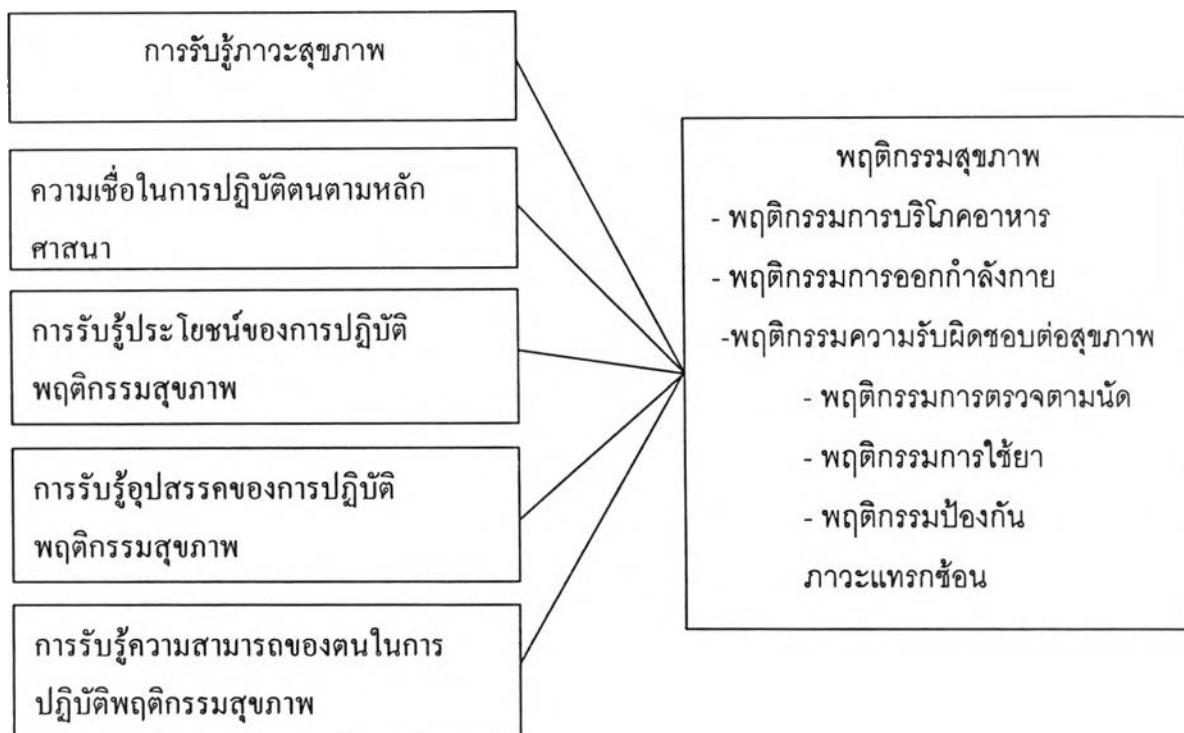 การรับรู้ภาวะสุขภาพ
ความเชื่อในการปฏิบัติตนตามหลัก
ศาสนา
การรับรู้ประโยชน์ของการปฏิบัติ
พฤติกรรมสุขภาพ
การรับรู้อุปสรรคของการปฏิบัติ
พฤติกรรมสุขภาพ
การรับรู้ความสามารถของตนในการ
ปฏิบัติพฤติกรรมสุขภาพ
พฤติกรรมสุขภาพ
- พฤติกรรมการบริโภคอาหาร
- พฤติกรรมการออกกำลังกาย
-พฤติกรรมความรับผิดชอบต่อสุขภาพ
- พฤติกรรมการตรวจตามนัด
- พฤติกรรมการใช้ยา
- พฤติกรรมป้องกัน
ภาวะแทรกซ้อน